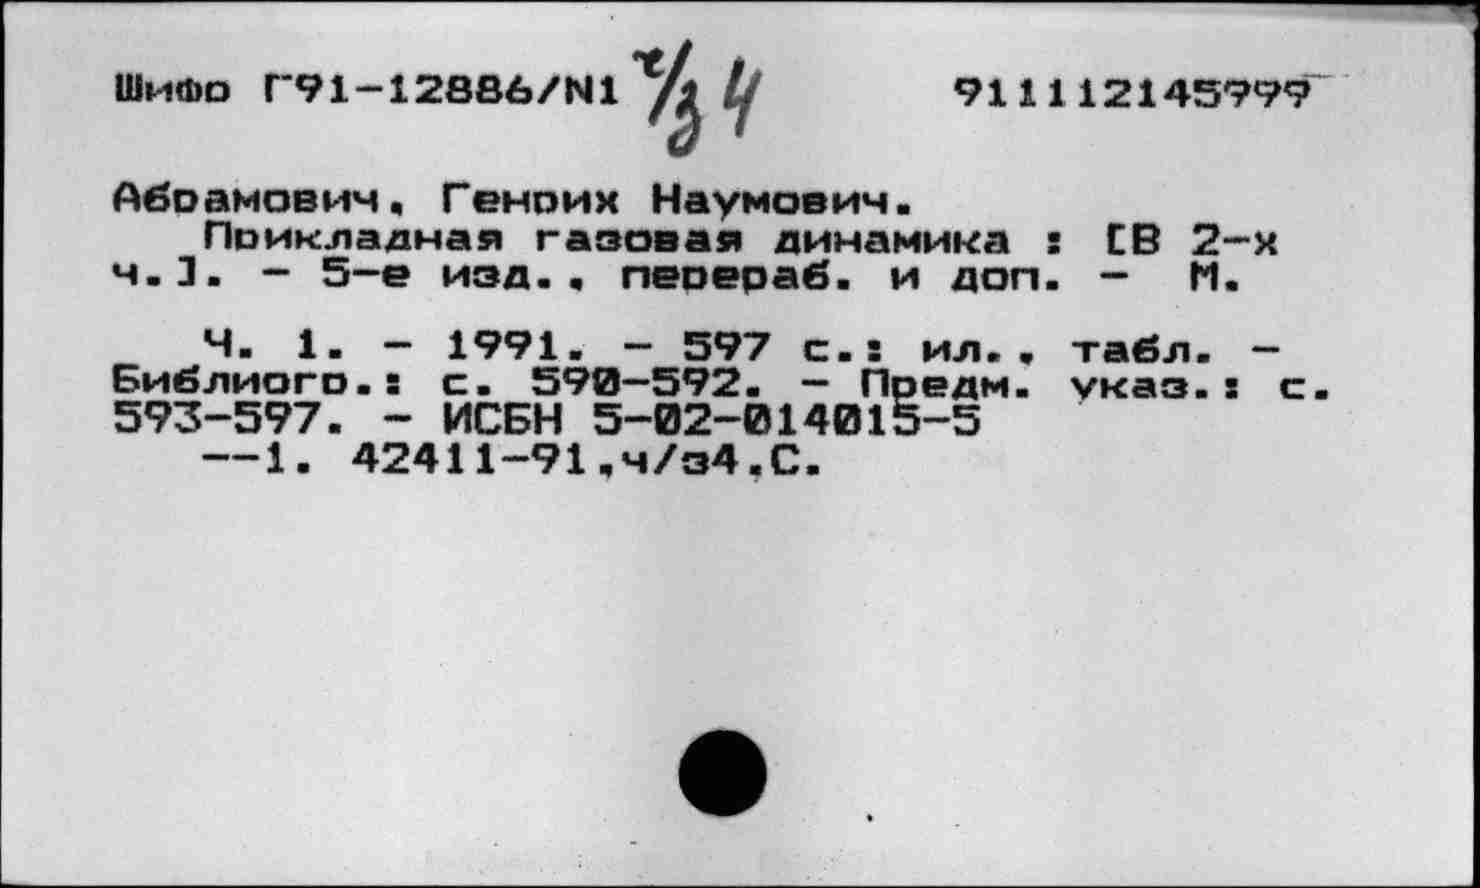 Шифр Г91-12886/N1 ч/з 4 911112145999
Абрамович, Генрих Наумович.
Прикладная газовая динамика : [В 2-х
ч.]. - 5-е изд., перераб. и доп. - М.
Ч. 1. - 1991. - 597 с.: ил., табл. -
Библиогр.: с. 590-592. - Предм. указ.: с.
593-597. - ИСБН 5-02-014015-5
--1. 42411-91,ч/з4,С.